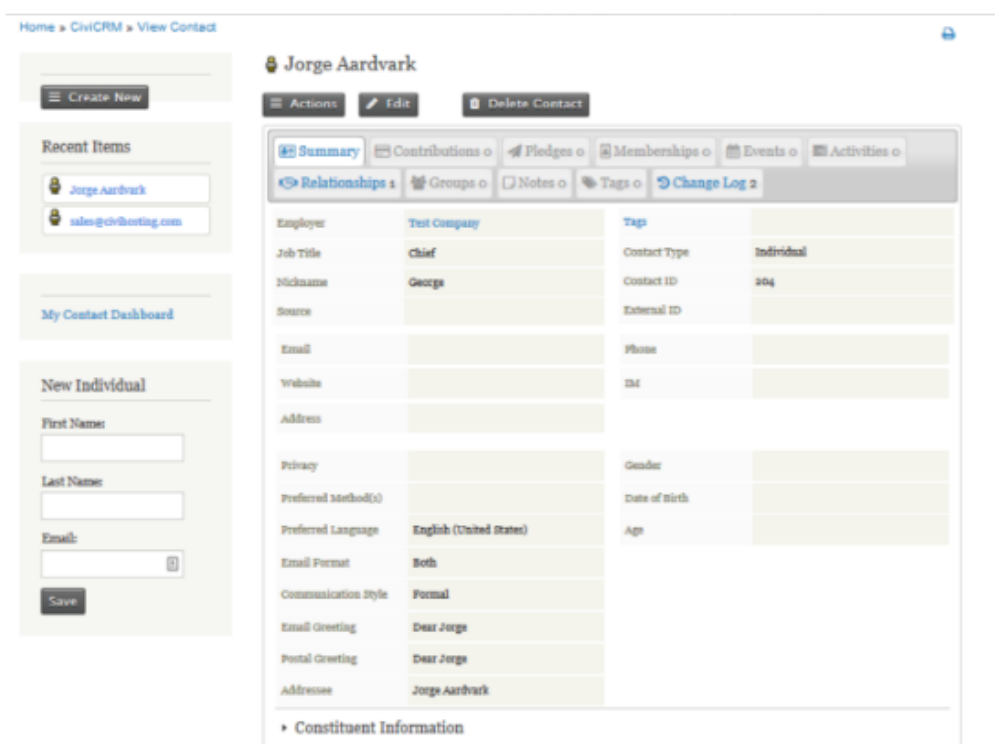 Home » CiviCRM » View Contact
Create New
Recent Items
Jorge Aardvark
sales@civihosting.com
My Contact Dashboard
New Individual
First Name:
Last Name:
Email:
Save
Jorge Aardvark
Actions Edit Delete Contact
Summary Contributions 0 Pledges 0 Memberships 0 Events 0 Activities 0
Relationships 1 Groups 0 Notes 0 Tags 0 Change Log 2
Employer Test Company Tags
Job Title Chief Contact Type Individual
Nickname George Contact ID 204
Source External ID
Email Phone
Website IM
Address
Privacy Gender
Preferred Method(s) Date of Birth
Preferred Language English (United States) Age
Email Format Both
Communication Style Formal
Email Greeting Dear Jorge
Postal Greeting Dear Jorge
Addressee Jorge Aardvark
Constituent Information